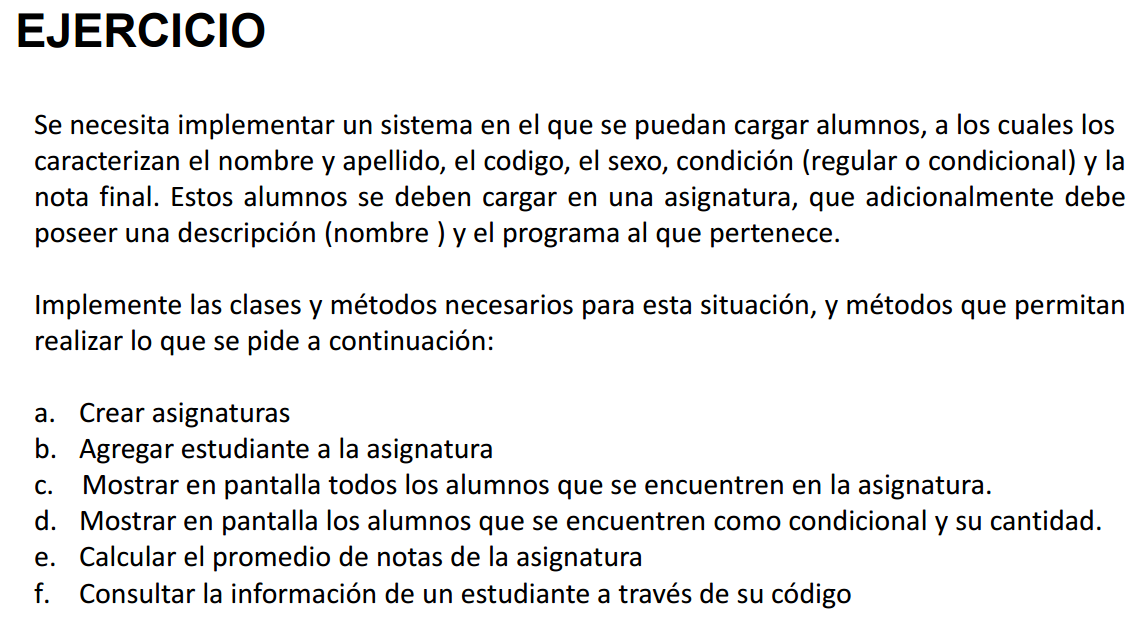 EJERCICIO
Se necesita implementar un sistema en el que se puedan cargar alumnos, a los cuales los
caracterizan el nombre y apellido, el codigo, el sexo, condición (regular o condicional) y la
nota final. Estos alumnos se deben cargar en una asignatura, que adicionalmente debe
poseer una descripción (nombre ) y el programa al que pertenece.
Implemente las clases y métodos necesarios para esta situación, y métodos que permitan
realizar lo que se pide a continuación:
a. Crear asignaturas
b. Agregar estudiante a la asignatura
c. Mostrar en pantalla todos los alumnos que se encuentren en la asignatura.
d. Mostrar en pantalla los alumnos que se encuentren como condicional y su cantidad.
e. Calcular el promedio de notas de la asignatura
f. Consultar la información de un estudiante a través de su código